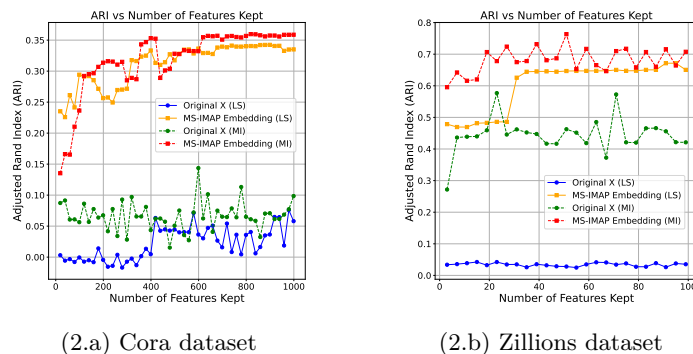 ARI vs Number of Features Kept
Adjusted Rand Index (ARI)
0.35
0.30
0.25
0.20
0.15
0.10
0.05
0.00
Original X (LS)
MS-IMAP Embedding (LS)
Original X (MI)
MS-IMAP Embedding (MI)
0 200 400 600 800 1000
Number of Features Kept
(2.a) Cora dataset
ARI vs Number of Features Kept
Adjusted Rand Index (ARI)
0.8
0.7
0.6
0.5
0.4
0.3
0.2
0.1
0.0
Original X (LS)
MS-IMAP Embedding (LS)
Original X (MI)
MS-IMAP Embedding (MI)
0 20 40 60 80 100
Number of Features Kept
(2.b) Zillions dataset